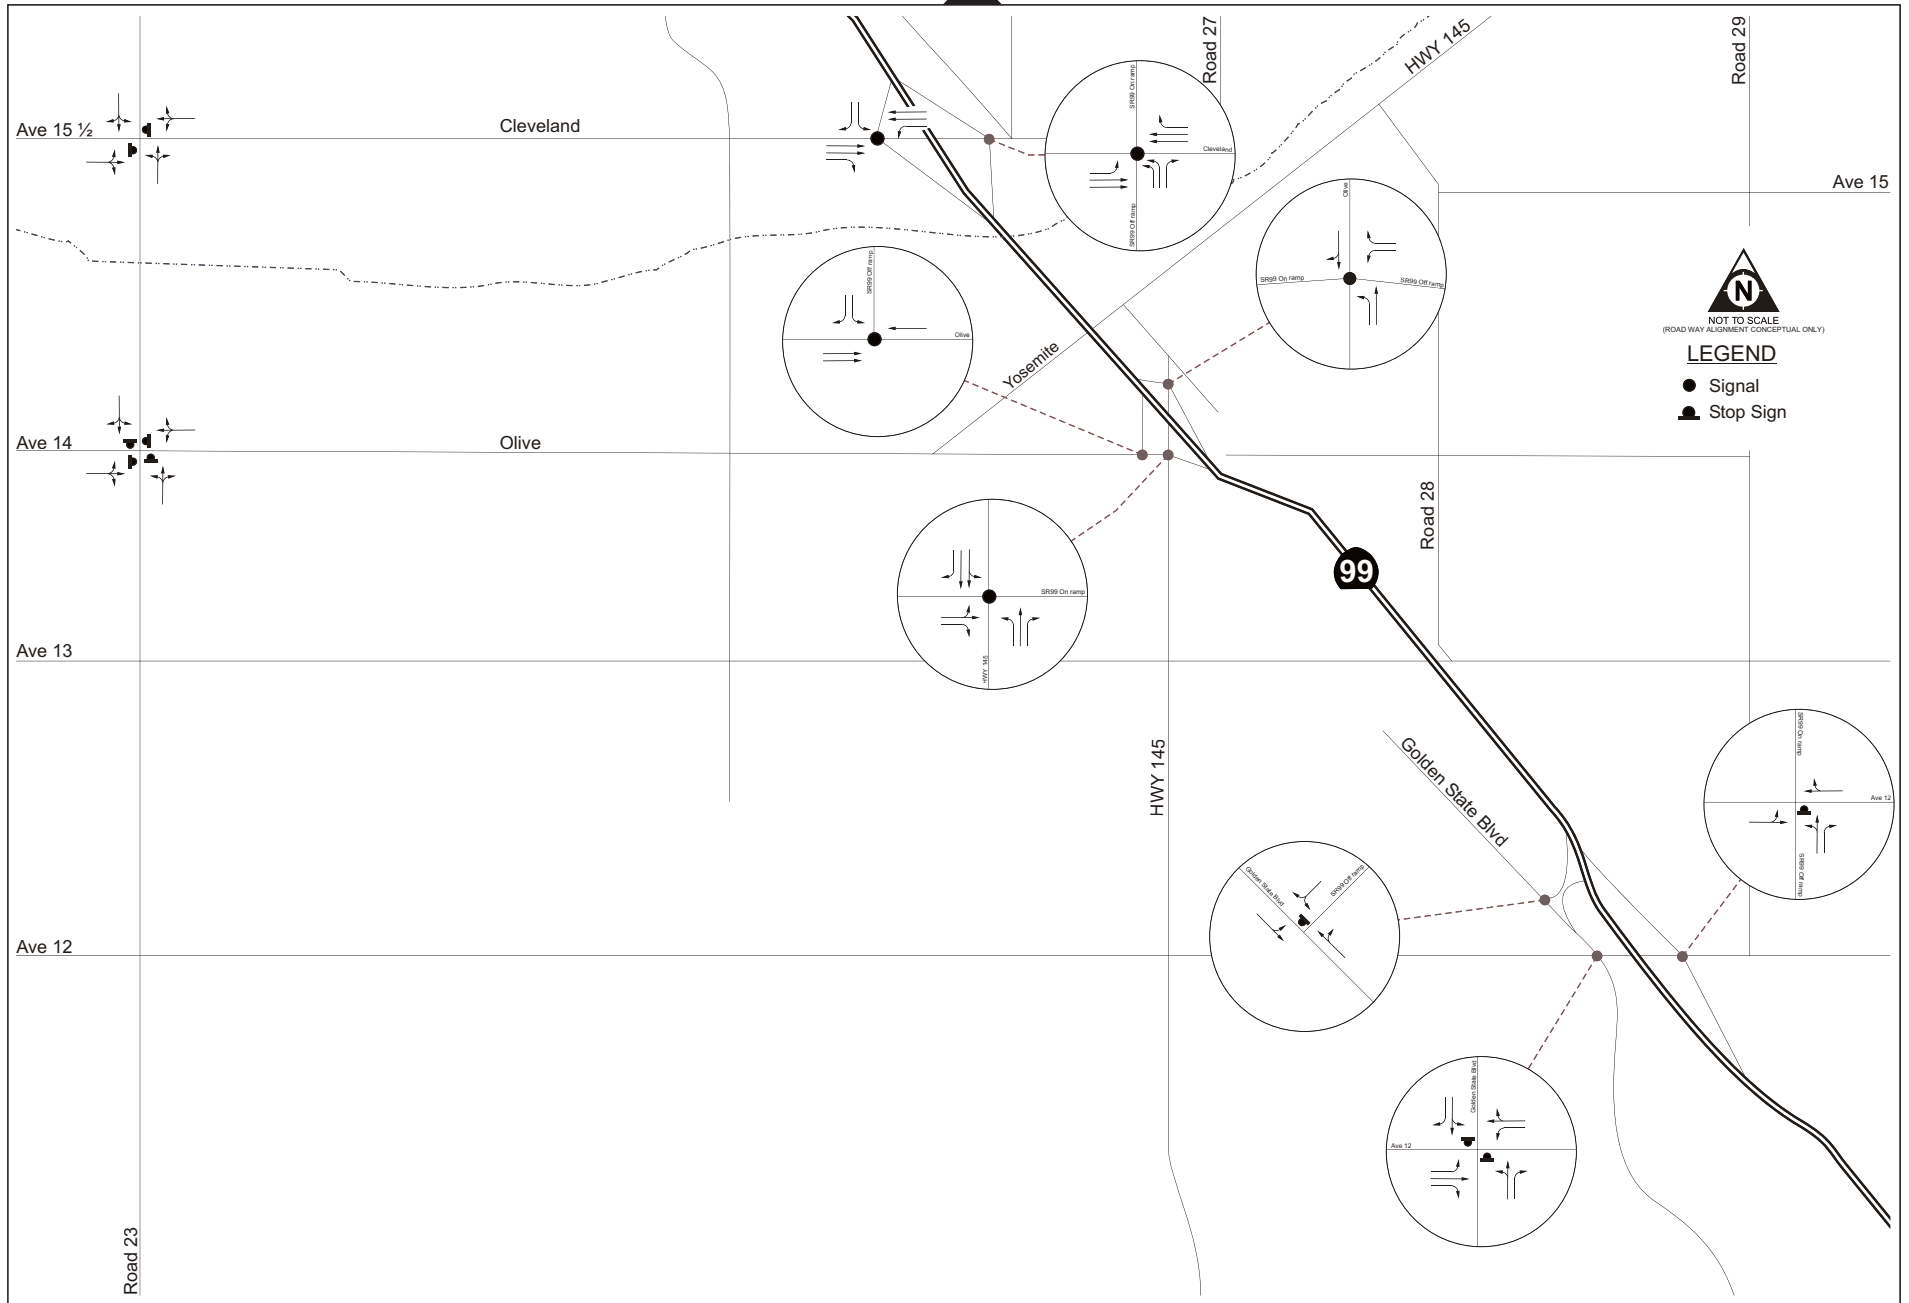 Road 27
HWY 145
Road 29
Ave 15 ½
Cleveland
SR99 On ramp
Cleveland
SR99 Off ramp
Ave 15
Olive
SR99 On ramp
SR99 Off ramp
SR99 Off ramp
Olive
N
NOT TO SCALE
(ROAD WAY ALIGNMENT CONCEPTUAL ONLY)
LEGEND
Signal
Stop Sign
Yosemite
Ave 14
Olive
Road 28
99
SR99 On ramp
HWY 145
Ave 13
HWY 145
Golden State Blvd
SR99 On ramp
Ave 12
SR99 Off ramp
Golden State Blvd
SR99 Off ramp
Ave 12
Golden State Blvd
Ave 12
Road 23